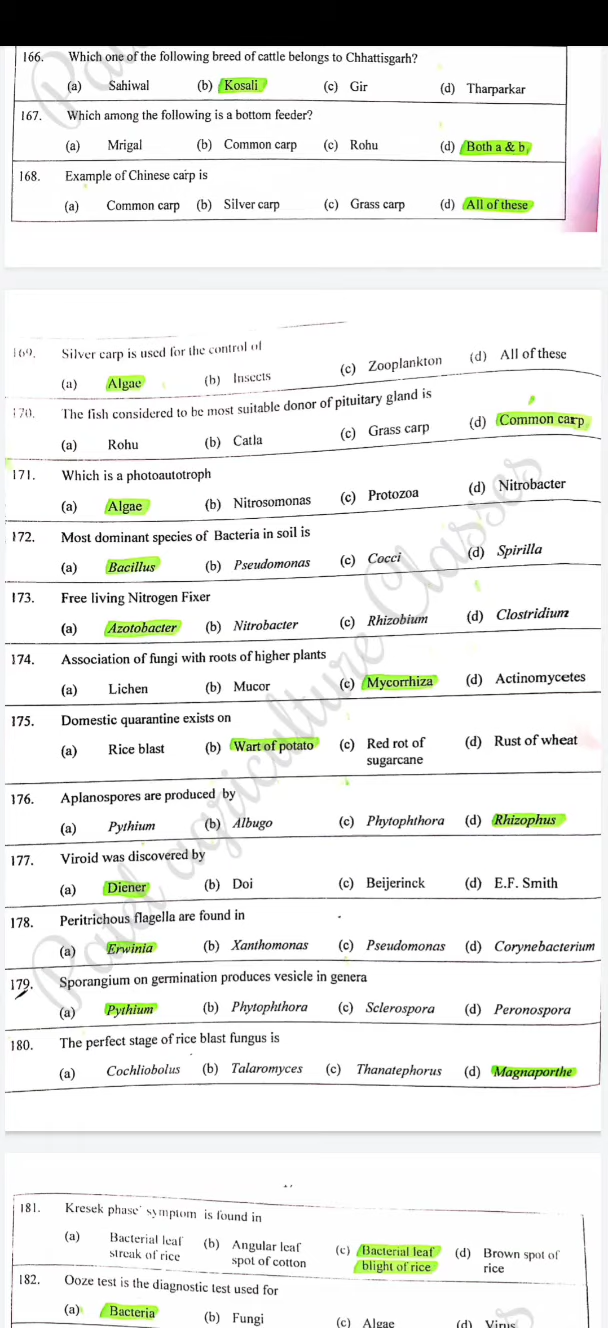 166. Which one of the following breed of cattle belongs to Chhattisgarh?
(a) Sahiwal (b) Kosali (c) Gir (d) Tharparkar
167. Which among the following is a bottom feeder?
(a) Mrigal (b) Common carp (c) Rohu (d) Both a & b
168. Example of Chinese carp is
(a) Common carp (b) Silver carp (c) Grass carp (d) All of these
169. Silver carp is used for the control of
(a) Algae (b) Insects (c) Zooplankton (d) All of these
170. The fish considered to be most suitable donor of pituitary gland is
(a) Rohu (b) Catla (c) Grass carp (d) Common carp
171. Which is a photoautotroph
(a) Algae (b) Nitrosomonas (c) Protozoa (d) Nitrobacter
172. Most dominant species of Bacteria in soil is
(a) Bacillus (b) Pseudomonas (c) Cocci (d) Spirilla
173. Free living Nitrogen Fixer
(a) Azotobacter (b) Nitrobacter (c) Rhizobium (d) Clostridium
174. Association of fungi with roots of higher plants
(a) Lichen (b) Mucor (c) Mycorrhiza (d) Actinomycetes
175. Domestic quarantine exists on
(a) Rice blast (b) Wart of potato (c) Red rot of (d) Rust of wheat
sugarcane
176. Aplanospores are produced by
(a) Pythium (b) Albugo (c) Phytophthora (d) Rhizophus
177. Viroid was discovered by
(a) Diener (b) Doi (c) Beijerinck (d) E.F. Smith
178. Peritrichous flagella are found in
(a) Erwinia (b) Xanthomonas (c) Pseudomonas (d) Corynebacterium
179. Sporangium on germination produces vesicle in genera
(a) Pythium (b) Phytophthora (c) Sclerospora (d) Peronospora
180. The perfect stage of rice blast fungus is
(a) Cochliobolus (b) Talaromyces (c) Thanatephorus (d) Magnaporthe
Paul agriculture Classes
181. Kresek phase' symptom is found in
(a) Bacterial leaf (b) Angular leaf (c) Bacterial leaf (d) Brown spot of
streak of rice spot of cotton blight of rice rice
182. Ooze test is the diagnostic test used for
(a) Bacteria (b) Fungi (c) Algae (d) Virus